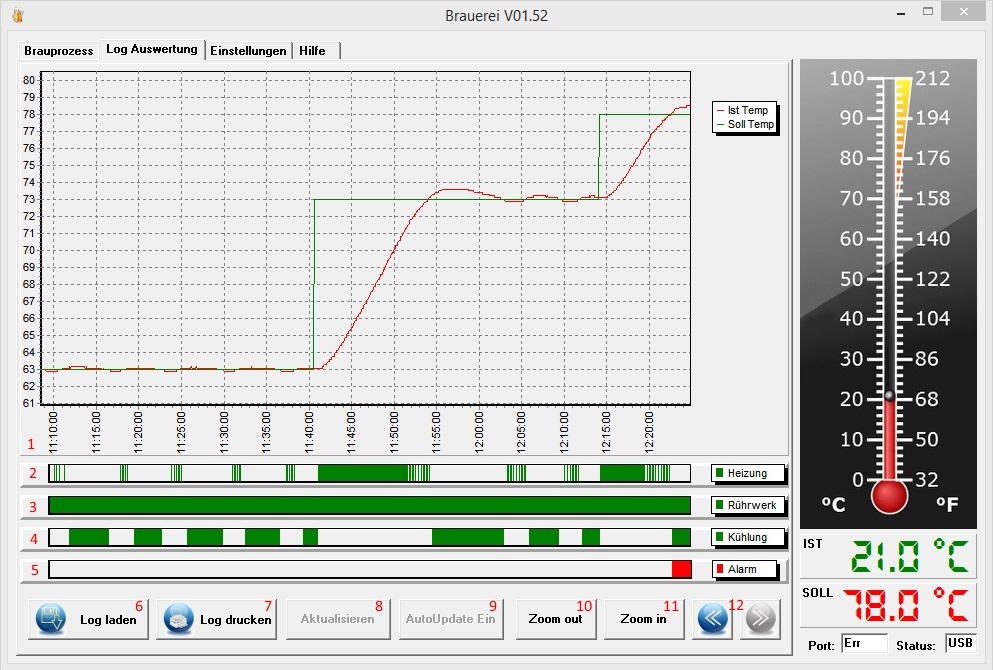 Brauerei V01.52
Brauprozess Log Auswertung Einstellungen Hilfe
80
79
78
77
76
75
74
73
72
71
70
69
68
67
66
65
64
63
62
61
11:10:00 11:15:00 11:20:00 11:25:00 11:30:00 11:35:00 11:40:00 11:45:00 11:50:00 11:55:00 12:00:00 12:05:00 12:10:00 12:15:00 12:20:00
Ist Temp
Soll Temp
1
2 Heizung
3 Rührwerk
4 Kühlung
5 Alarm
Log laden 6
Log drucken 7
Aktualisieren 8
AutoUpdate Ein 9
Zoom out 10
Zoom in 11
12
100 212
90 194
80 176
70 158
60 140
50 122
40 104
30 86
20 68
10 50
0 32
ºC ºF
IST 21.0 °C
SOLL 78.0 °C
Port: Err Status: USB